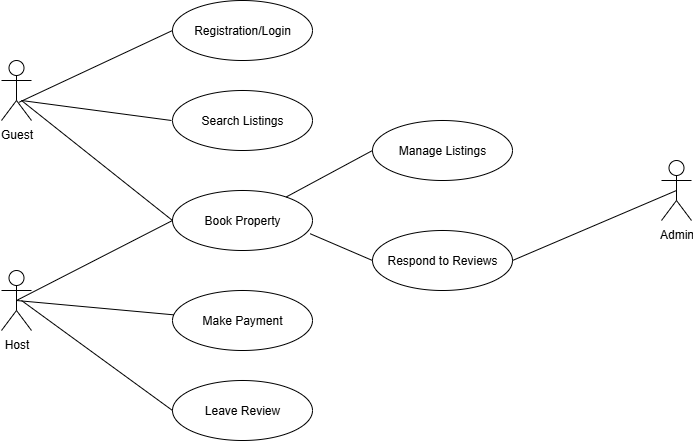 Registration/Login
Guest
Search Listings
Manage Listings
Book Property
Admin
Respond to Reviews
Host
Make Payment
Leave Review